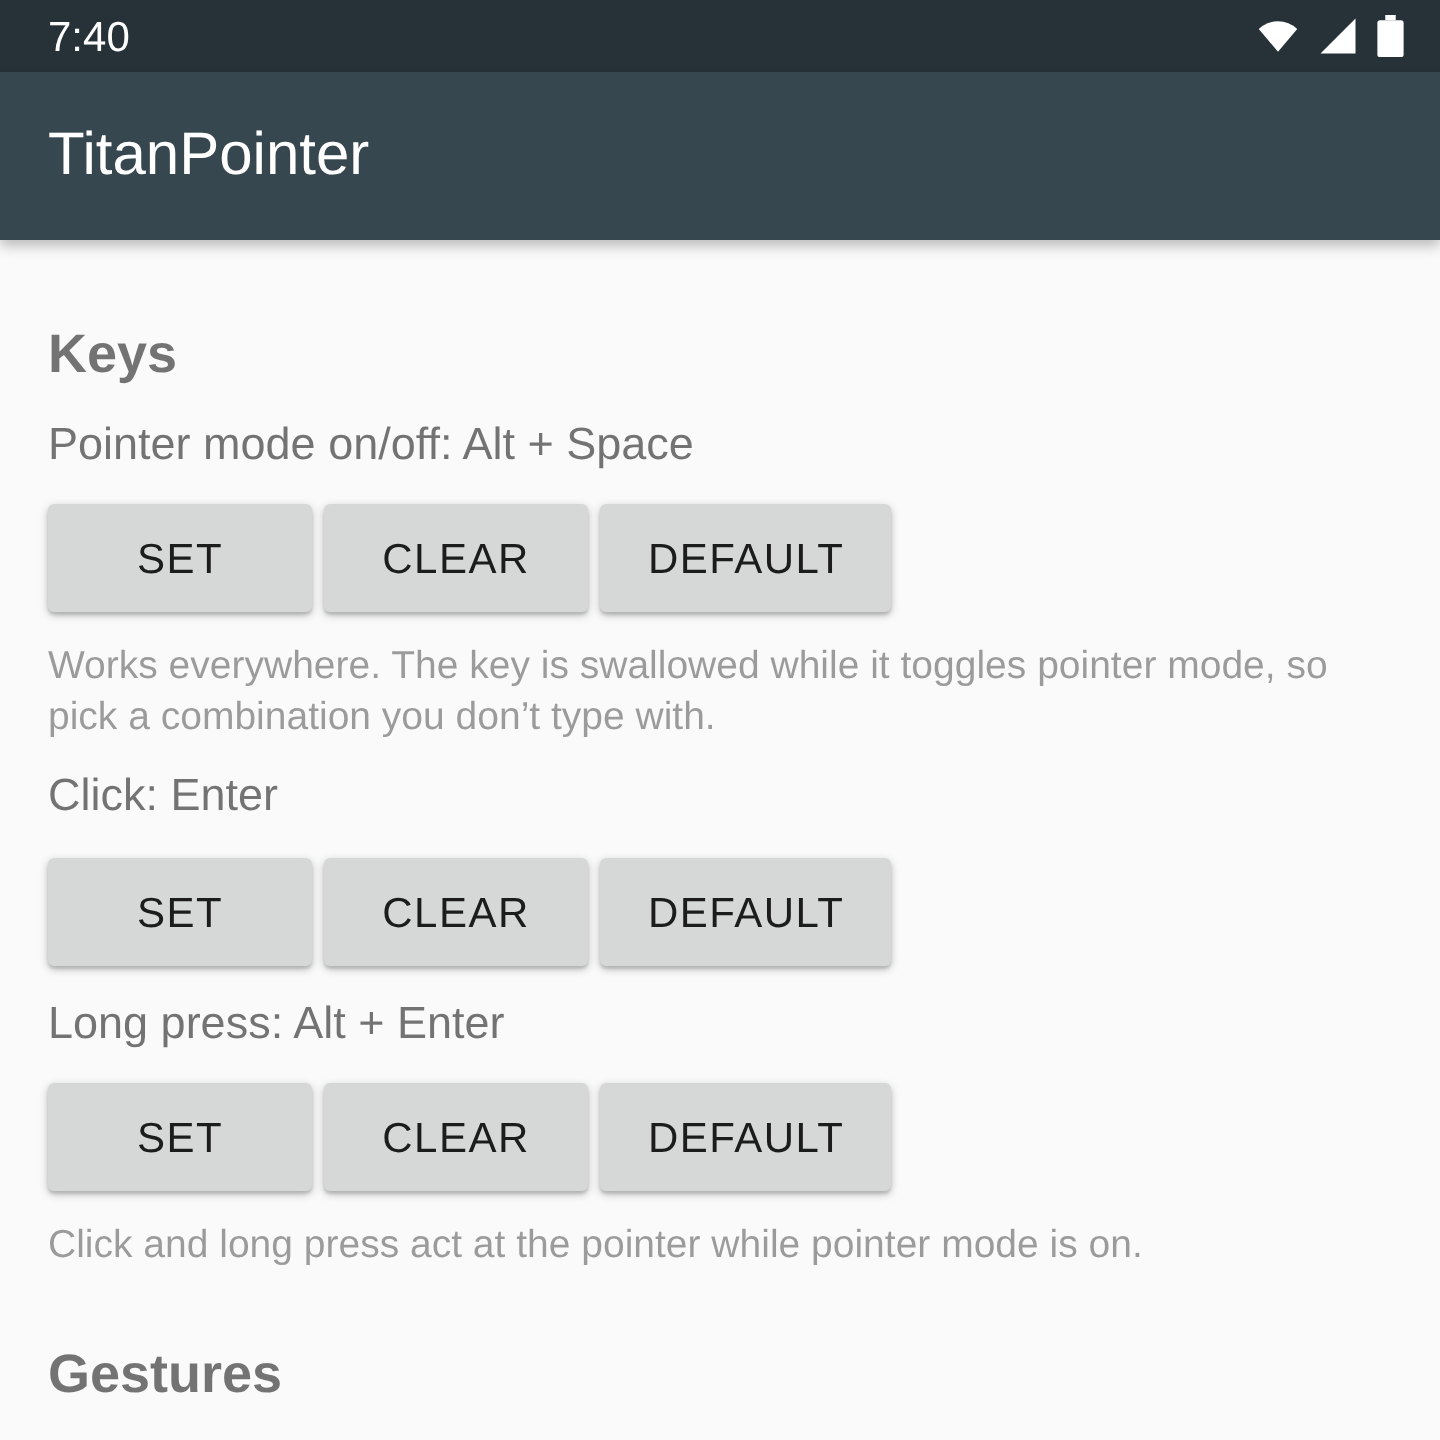 7:40
TitanPointer
Keys
Pointer mode on/off: Alt + Space
SET CLEAR DEFAULT
Works everywhere. The key is swallowed while it toggles pointer mode, so
pick a combination you don’t type with.
Click: Enter
SET CLEAR DEFAULT
Long press: Alt + Enter
SET CLEAR DEFAULT
Click and long press act at the pointer while pointer mode is on.
Gestures